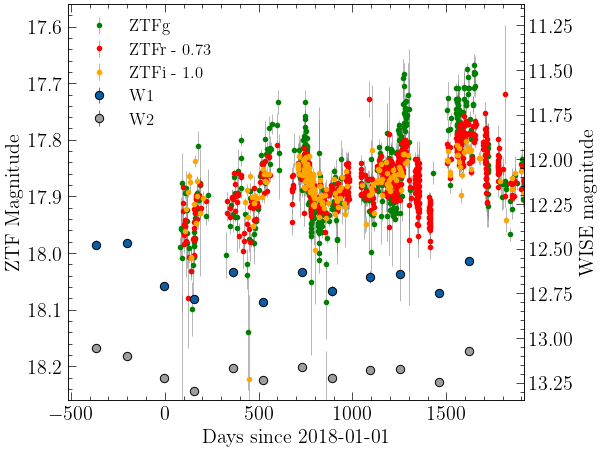 ZTFg
ZTFr - 0.73
ZTFi - 1.0
W1
W2
17.6
17.7
17.8
17.9
18.0
18.1
18.2
ZTF Magnitude
11.25
11.50
11.75
12.00
12.25
12.50
12.75
13.00
13.25
WISE magnitude
−500
0
500
1000
1500
Days since 2018-01-01